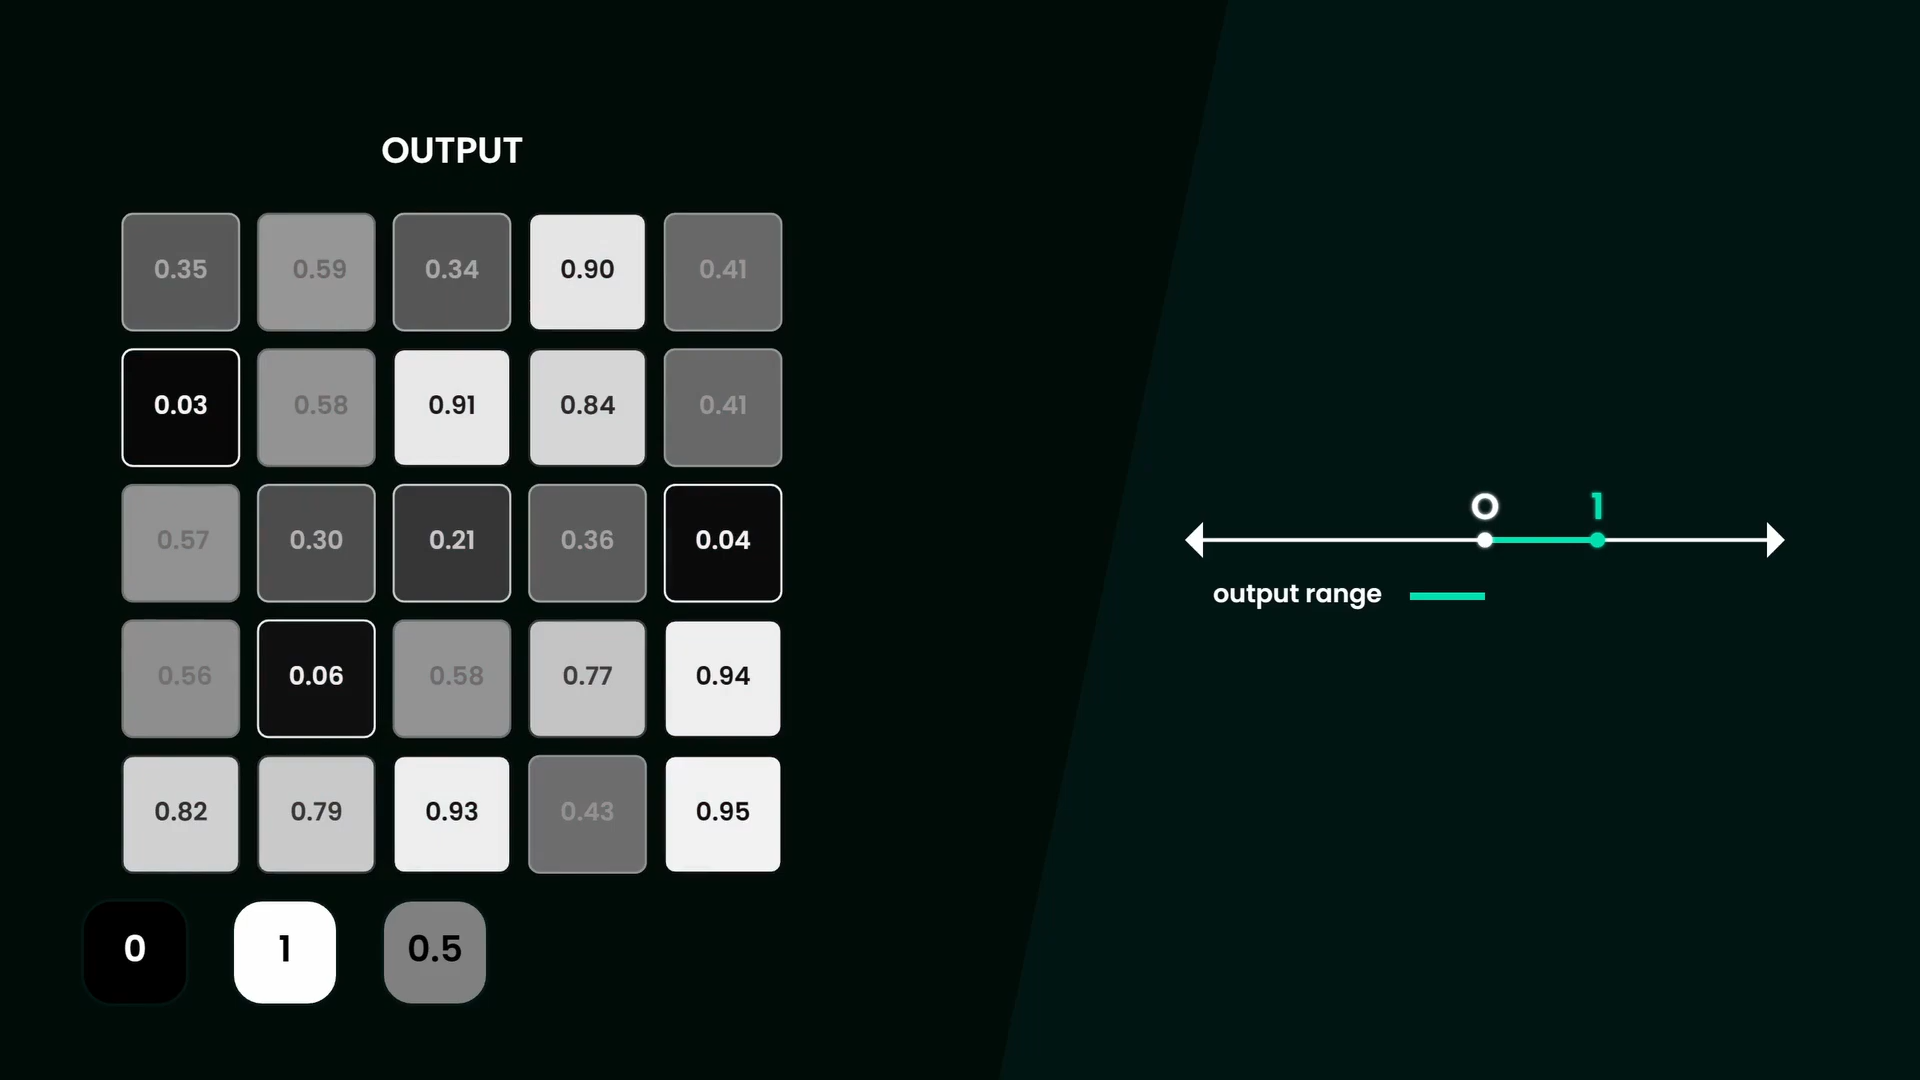 OUTPUT
0.35 0.59 0.34 0.90 0.41
0.03 0.58 0.91 0.84 0.41
0.57 0.30 0.21 0.36 0.04
0.56 0.06 0.58 0.77 0.94
0.82 0.79 0.93 0.43 0.95
0 1 0.5
0 1
output range